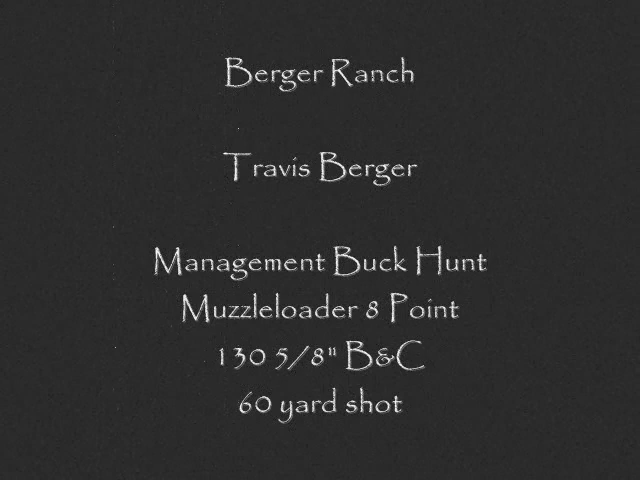 Berger Ranch
Travis Berger
Management Buck Hunt
Muzzleloader 8 Point
130 5/8" B&C
60 yard shot